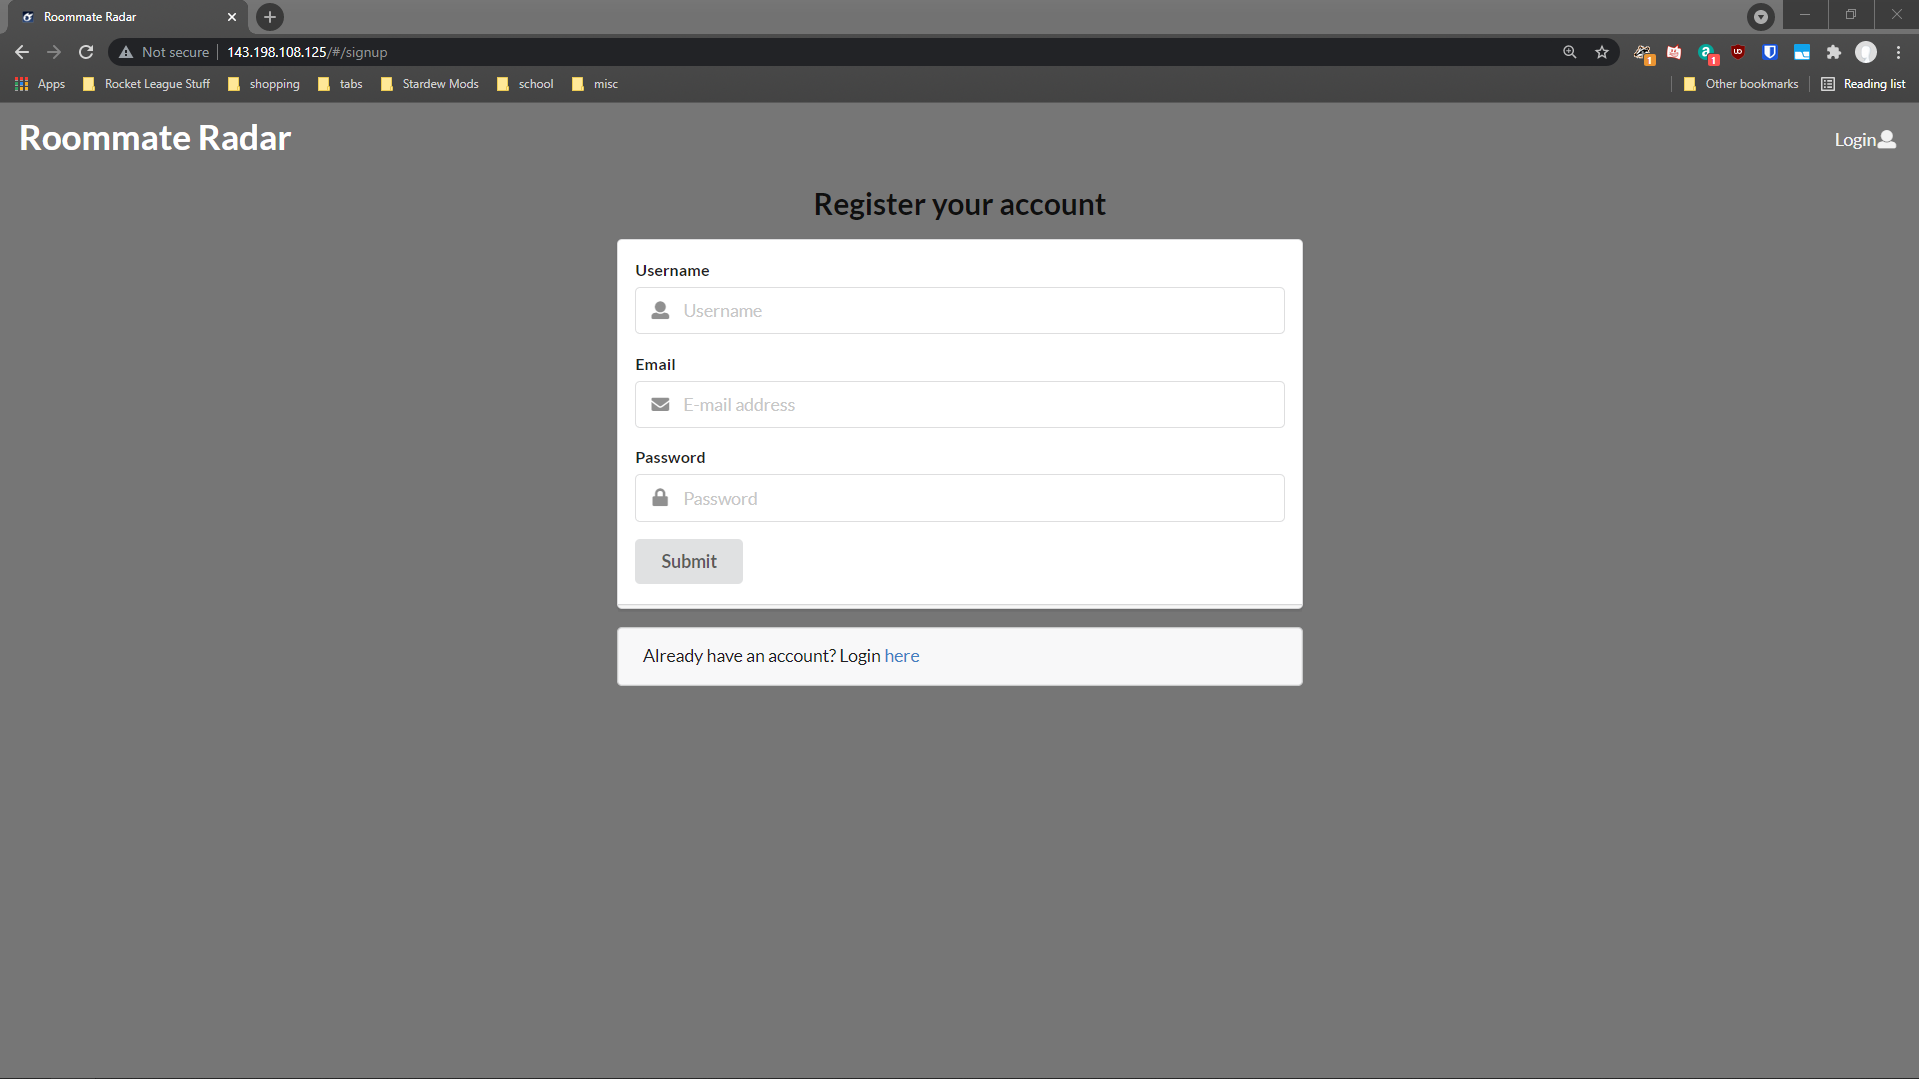 Roommate Radar
Not secure 143.198.108.125/#/signup
1 1
Apps Rocket League Stuff shopping tabs Stardew Mods school misc Other bookmarks Reading list
Roommate Radar
Login
Register your account
Username
Username
Email
E-mail address
Password
Password
Submit
Already have an account? Login here